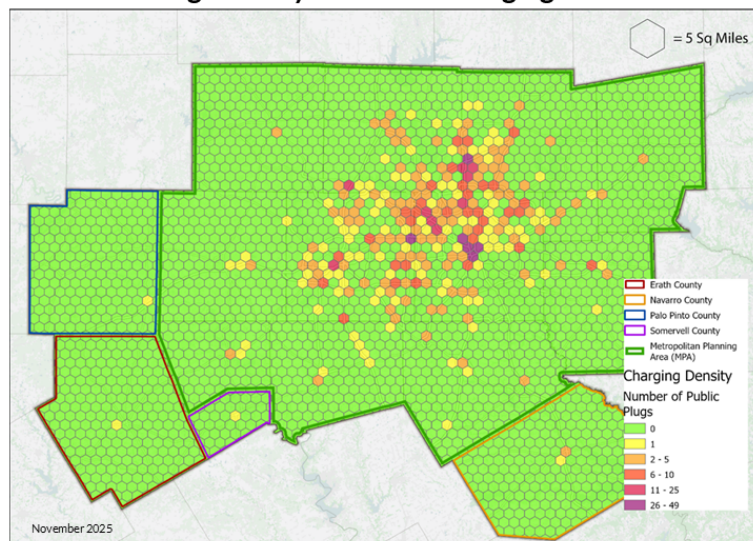 = 5 Sq Miles
Erath County
Navarro County
Palo Pinto County
Somervell County
Metropolitan Planning
Area (MPA)
Charging Density
Number of Public
Plugs
0
1
2 - 5
6 - 10
11 - 25
26 - 49
November 2025